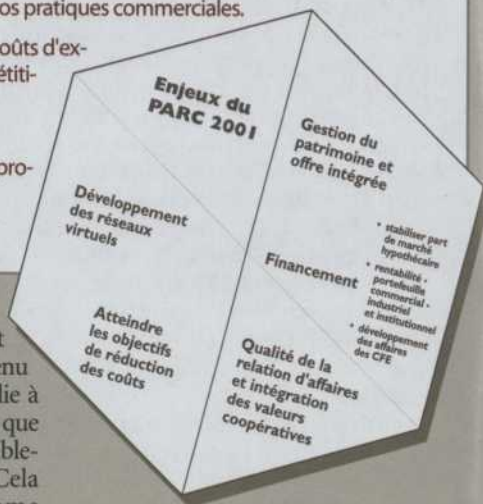 os pratiques commerciales.
oûts d'ex-
étiti-
pro-
Enjeux du
PARC 2001
Gestion du
patrimoine et
offre intégrée
Développement
des réseaux
virtuels
Financement
• stabiliser part
de marché
hypothécaire
• rentabilité -
portefeuille
commercial -
industriel
et institutionnel
• développement
des affaires
des CFE
Atteindre
les objectifs
de réduction
des coûts
Qualité de la
relation d'affaires
et intégration
des valeurs
coopératives
t
enu
lie à
que
ble-
Cela